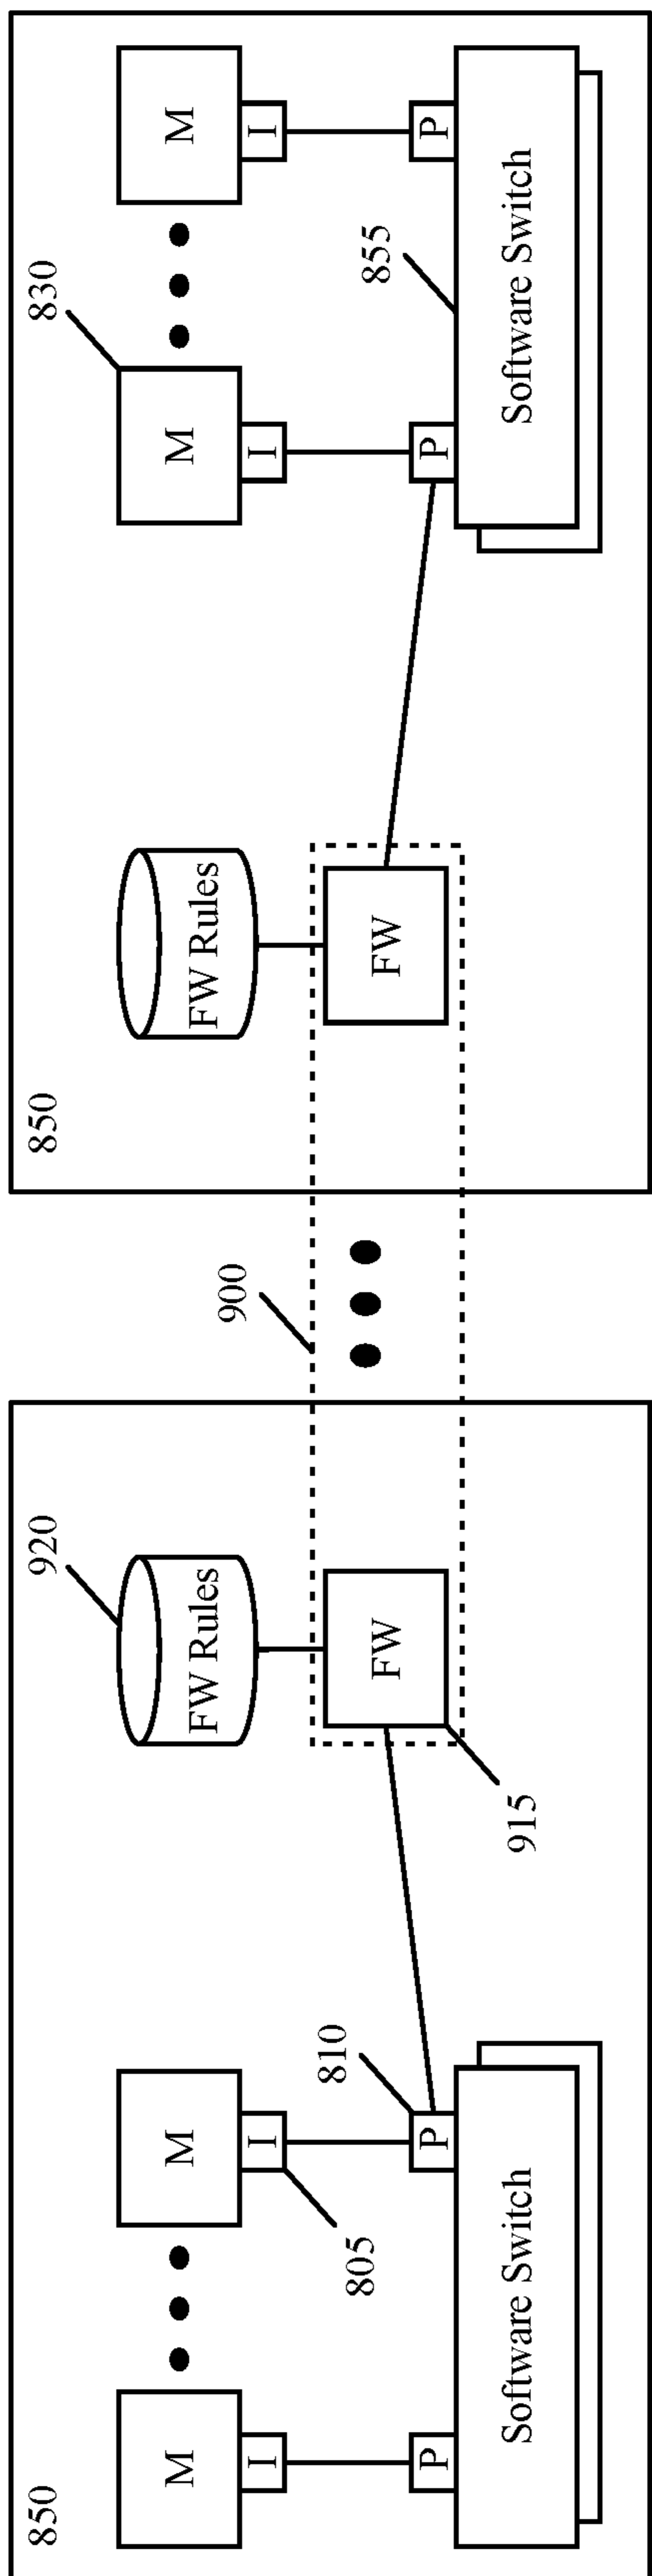 850
920
850
830
M
M
M
M
FW Rules
FW Rules
900
I
I
I
I
810
805
855
FW
FW
P
P
P
P
Software Switch
915
Software Switch